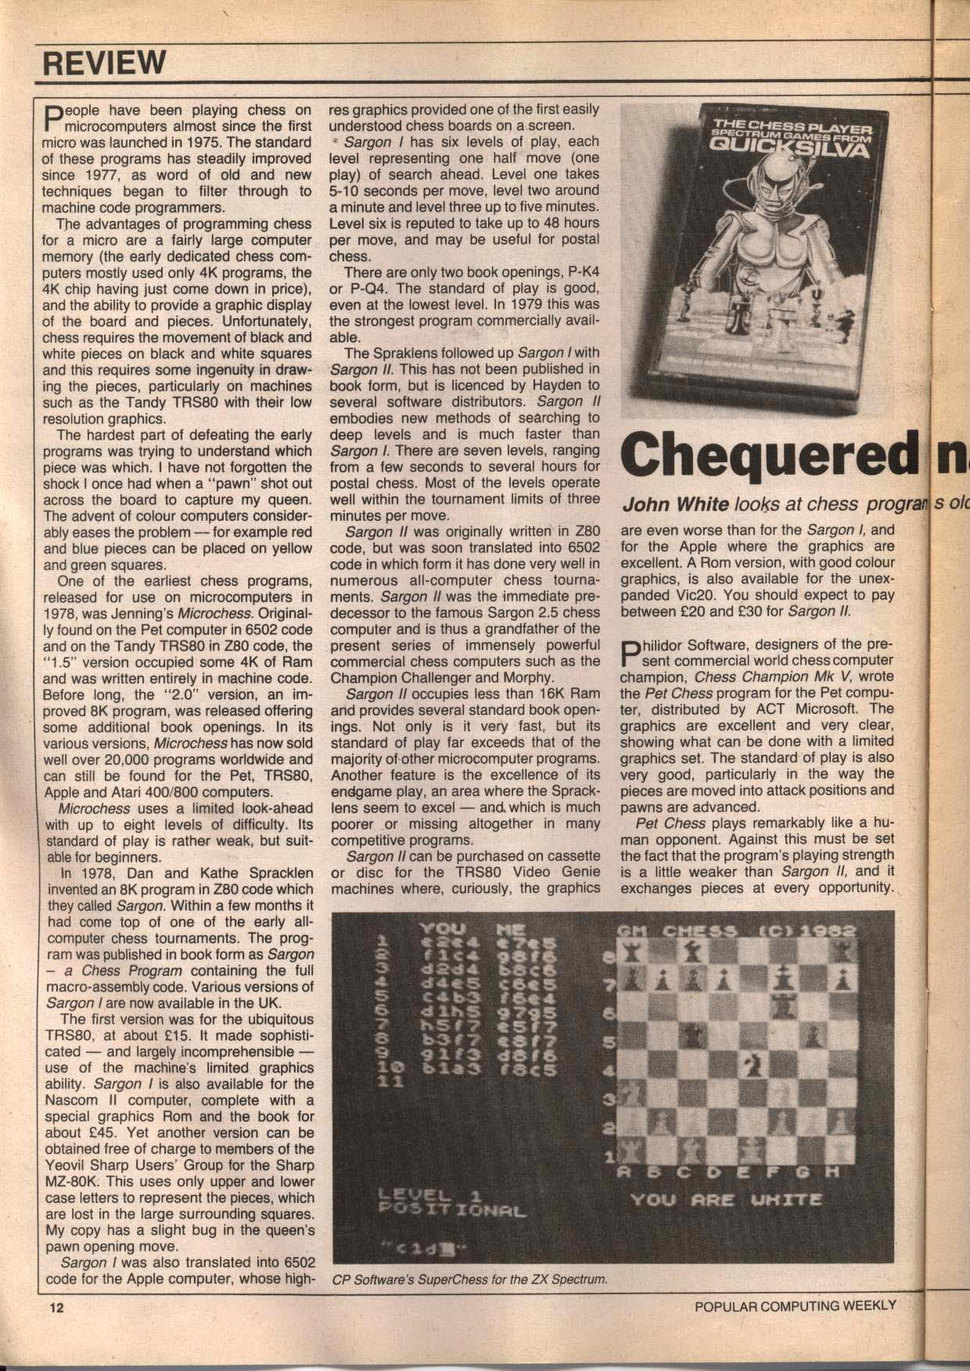 REVIEW
People have been playing chess on
microcomputers almost since the first
micro was launched in 1975. The standard
of these programs has steadily improved
since 1977, as word of old and new
techniques began to filter through to
machine code programmers.
The advantages of programming chess
for a micro are a fairly large computer
memory (the early dedicated chess com-
puters mostly used only 4K programs, the
4K chip having just come down in price),
and the ability to provide a graphic display
of the board and pieces. Unfortunately,
chess requires the movement of black and
white pieces on black and white squares
and this requires some ingenuity in draw-
ing the pieces, particularly on machines
such as the Tandy TRS80 with their low
resolution graphics.
The hardest part of defeating the early
programs was trying to understand which
piece was which. I have not forgotten the
shock I once had when a "pawn" shot out
across the board to capture my queen.
The advent of colour computers consider-
ably eases the problem — for example red
and blue pieces can be placed on yellow
and green squares.
One of the earliest chess programs,
released for use on microcomputers in
1978, was Jenning's Microchess. Original-
ly found on the Pet computer in 6502 code
and on the Tandy TRS80 in Z80 code, the
"1.5" version occupied some 4K of Ram
and was written entirely in machine code.
Before long, the "2.0" version, an im-
proved 8K program, was released offering
some additional book openings. In its
various versions, Microchess has now sold
well over 20,000 programs worldwide and
can still be found for the Pet, TRS80,
Apple and Atari 400/800 computers.
Microchess uses a limited look-ahead
with up to eight levels of difficulty. Its
standard of play is rather weak, but suit-
able for beginners.
In 1978, Dan and Kathe Spracklen
invented an 8K program in Z80 code which
they called Sargon. Within a few months it
had come top of one of the early all-
computer chess tournaments. The prog-
ram was published in book form as Sargon
– a Chess Program containing the full
macro-assembly code. Various versions of
Sargon I are now available in the UK.
The first version was for the ubiquitous
TRS80, at about £15. It made sophisti-
cated — and largely incomprehensible —
use of the machine's limited graphics
ability. Sargon I is also available for the
Nascom II computer, complete with a
special graphics Rom and the book for
about £45. Yet another version can be
obtained free of charge to members of the
Yeovil Sharp Users' Group for the Sharp
MZ-80K. This uses only upper and lower
case letters to represent the pieces, which
are lost in the large surrounding squares.
My copy has a slight bug in the queen's
pawn opening move.
Sargon I was also translated into 6502
code for the Apple computer, whose high-
res graphics provided one of the first easily
understood chess boards on a screen.
Sargon I has six levels of play, each
level representing one half move (one
play) of search ahead. Level one takes
5-10 seconds per move, level two around
a minute and level three up to five minutes.
Level six is reputed to take up to 48 hours
per move, and may be useful for postal
chess.
There are only two book openings, P-K4
or P-Q4. The standard of play is good,
even at the lowest level. In 1979 this was
the strongest program commercially avail-
able.
The Spraklens followed up Sargon I with
Sargon II. This has not been published in
book form, but is licenced by Hayden to
several software distributors. Sargon II
embodies new methods of searching to
deep levels and is much faster than
Sargon I. There are seven levels, ranging
from a few seconds to several hours for
postal chess. Most of the levels operate
well within the tournament limits of three
minutes per move.
Sargon II was originally written in Z80
code, but was soon translated into 6502
code in which form it has done very well in
numerous all-computer chess tourna-
ments. Sargon II was the immediate pre-
decessor to the famous Sargon 2.5 chess
computer and is thus a grandfather of the
present series of immensely powerful
commercial chess computers such as the
Champion Challenger and Morphy.
Sargon II occupies less than 16K Ram
and provides several standard book open-
ings. Not only is it very fast, but its
standard of play far exceeds that of the
majority of other microcomputer programs.
Another feature is the excellence of its
endgame play, an area where the Sprack-
lens seem to excel — and which is much
poorer or missing altogether in many
competitive programs.
Sargon II can be purchased on cassette
or disc for the TRS80 Video Genie
machines where, curiously, the graphics
THE CHESS PLAYER
SPECTRUM GAMES FROM
QUICKSILVA
Chequered n
John White looks at chess programs old
are even worse than for the Sargon I, and
for the Apple where the graphics are
excellent. A Rom version, with good colour
graphics, is also available for the unex-
panded Vic20. You should expect to pay
between £20 and £30 for Sargon II.
Philidor Software, designers of the pre-
sent commercial world chess computer
champion, Chess Champion Mk V, wrote
the Pet Chess program for the Pet compu-
ter, distributed by ACT Microsoft. The
graphics are excellent and very clear,
showing what can be done with a limited
graphics set. The standard of play is also
very good, particularly in the way the
pieces are moved into attack positions and
pawns are advanced.
Pet Chess plays remarkably like a hu-
man opponent. Against this must be set
the fact that the program's playing strength
is a little weaker than Sargon II, and it
exchanges pieces at every opportunity.
YOU ME
1 e2e4 e7e5
2 f1c4 g8f6
3 d2d4 b8c6
4 d4e5 c6e5
5 c4b3 f6e4
6 d1h5 g7g5
7 h5f7 e5f7
8 b3f7 e8f7
9 g1f3 d8f6
10 b1a3 f8c5
11
LEVEL 1
POSITIONAL
"c1d"
GM CHESS (C) 1982
8
7
6
5
4
3
2
1
A B C D E F G H
YOU ARE WHITE
CP Software's SuperChess for the ZX Spectrum.
12
POPULAR COMPUTING WEEKLY